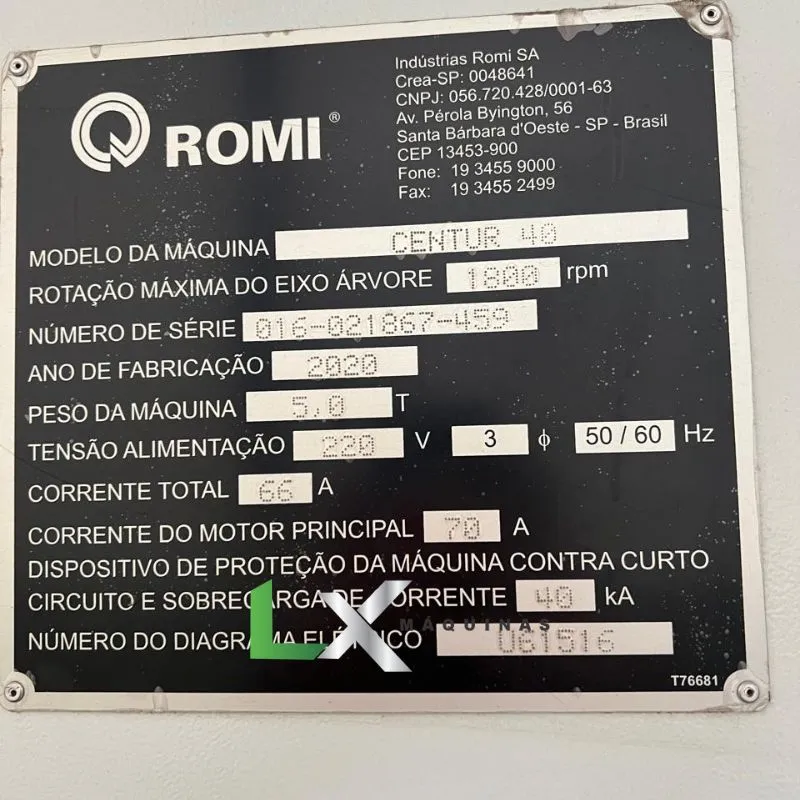 Indústrias Romi SA
Crea-SP: 0048641
CNPJ: 056.720.428/0001-63
Av. Pérola Byington, 56
Santa Bárbara d'Oeste - SP - Brasil
CEP 13453-900
Fone: 19 3455 9000
Fax: 19 3455 2499
ROMI®
MODELO DA MÁQUINA CENTUR 40
ROTAÇÃO MÁXIMA DO EIXO ÁRVORE 1800 rpm
NÚMERO DE SÉRIE 016-021867-459
ANO DE FABRICAÇÃO 2020
PESO DA MÁQUINA 5,0 T
TENSÃO ALIMENTAÇÃO 220 V 3 ϕ 50 / 60 Hz
CORRENTE TOTAL 66 A
CORRENTE DO MOTOR PRINCIPAL 70 A
DISPOSITIVO DE PROTEÇÃO DA MÁQUINA CONTRA CURTO
CIRCUITO E SOBRECARGA DE CORRENTE 40 kA
NÚMERO DO DIAGRAMA ELÉTRICO U61516
LX MÁQUINAS
T76681